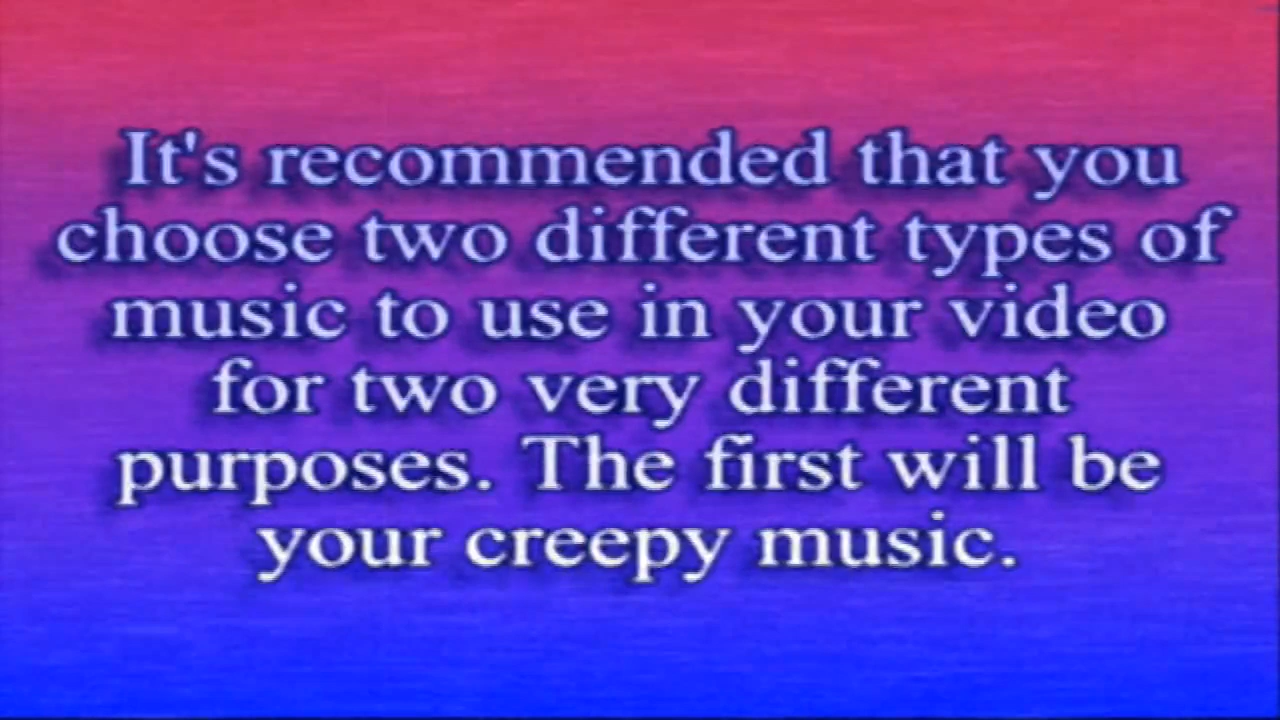 It's recommended that you
choose two different types of
music to use in your video
for two very different
purposes. The first will be
your creepy music.